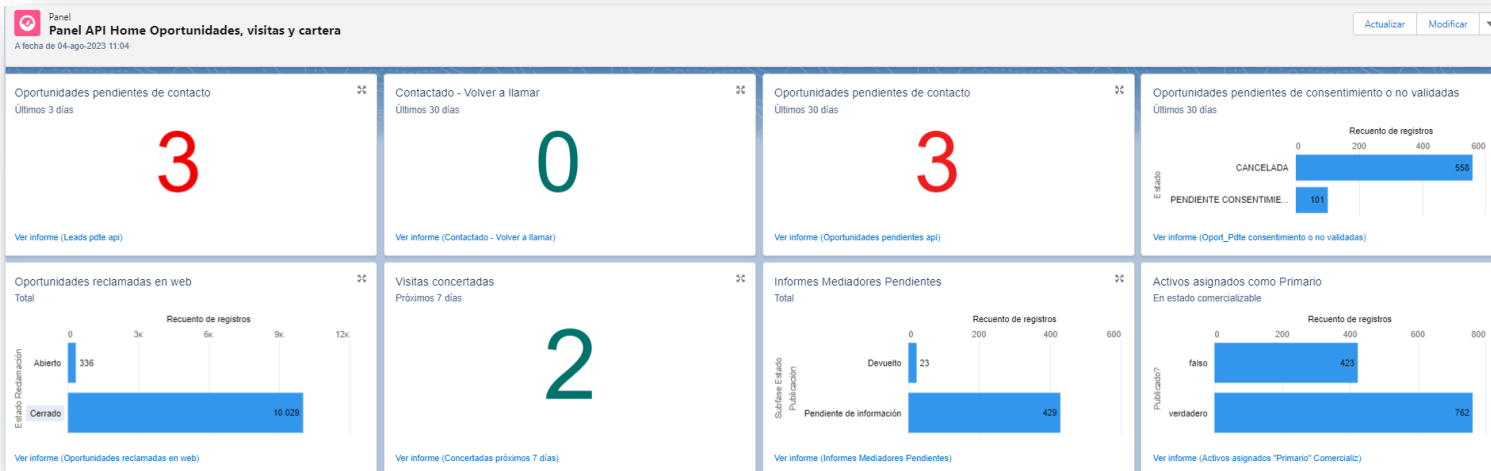 Panel
Panel API Home Oportunidades, visitas y cartera
A fecha de 04-ago-2023 11:04
Actualizar
Modificar
Oportunidades pendientes de contacto
Últimos 3 días
3
Ver informe (Leads pdte api)
Contactado - Volver a llamar
Últimos 30 días
0
Ver informe (Contactado - Volver a llamar)
Oportunidades pendientes de contacto
Últimos 30 días
3
Ver informe (Oportunidades pendientes api)
Oportunidades pendientes de consentimiento o no validadas
Últimos 30 días
Recuento de registros
0 200 400 600
Estado
CANCELADA 558
PENDIENTE CONSENTIMIE... 101
Ver informe (Oport_Pdte consentimiento o no validadas)
Oportunidades reclamadas en web
Total
Recuento de registros
0 3K 6K 9K 12K
Estado Reclamación
Abierto 336
Cerrado 10.029
Ver informe (Oportunidades reclamadas en web)
Visitas concertadas
Próximos 7 días
2
Ver informe (Concertadas próximos 7 días)
Informes Mediadores Pendientes
Total
Recuento de registros
0 200 400 600
Subfase Estado
Publicación
Devuelto 23
Pendiente de información 429
Ver informe (Informes Mediadores Pendientes)
Activos asignados como Primario
En estado comercializable
Recuento de registros
0 200 400 600 800
Publicado?
falso 423
verdadero 762
Ver informe (Activos asignados "Primario" Comercializ)